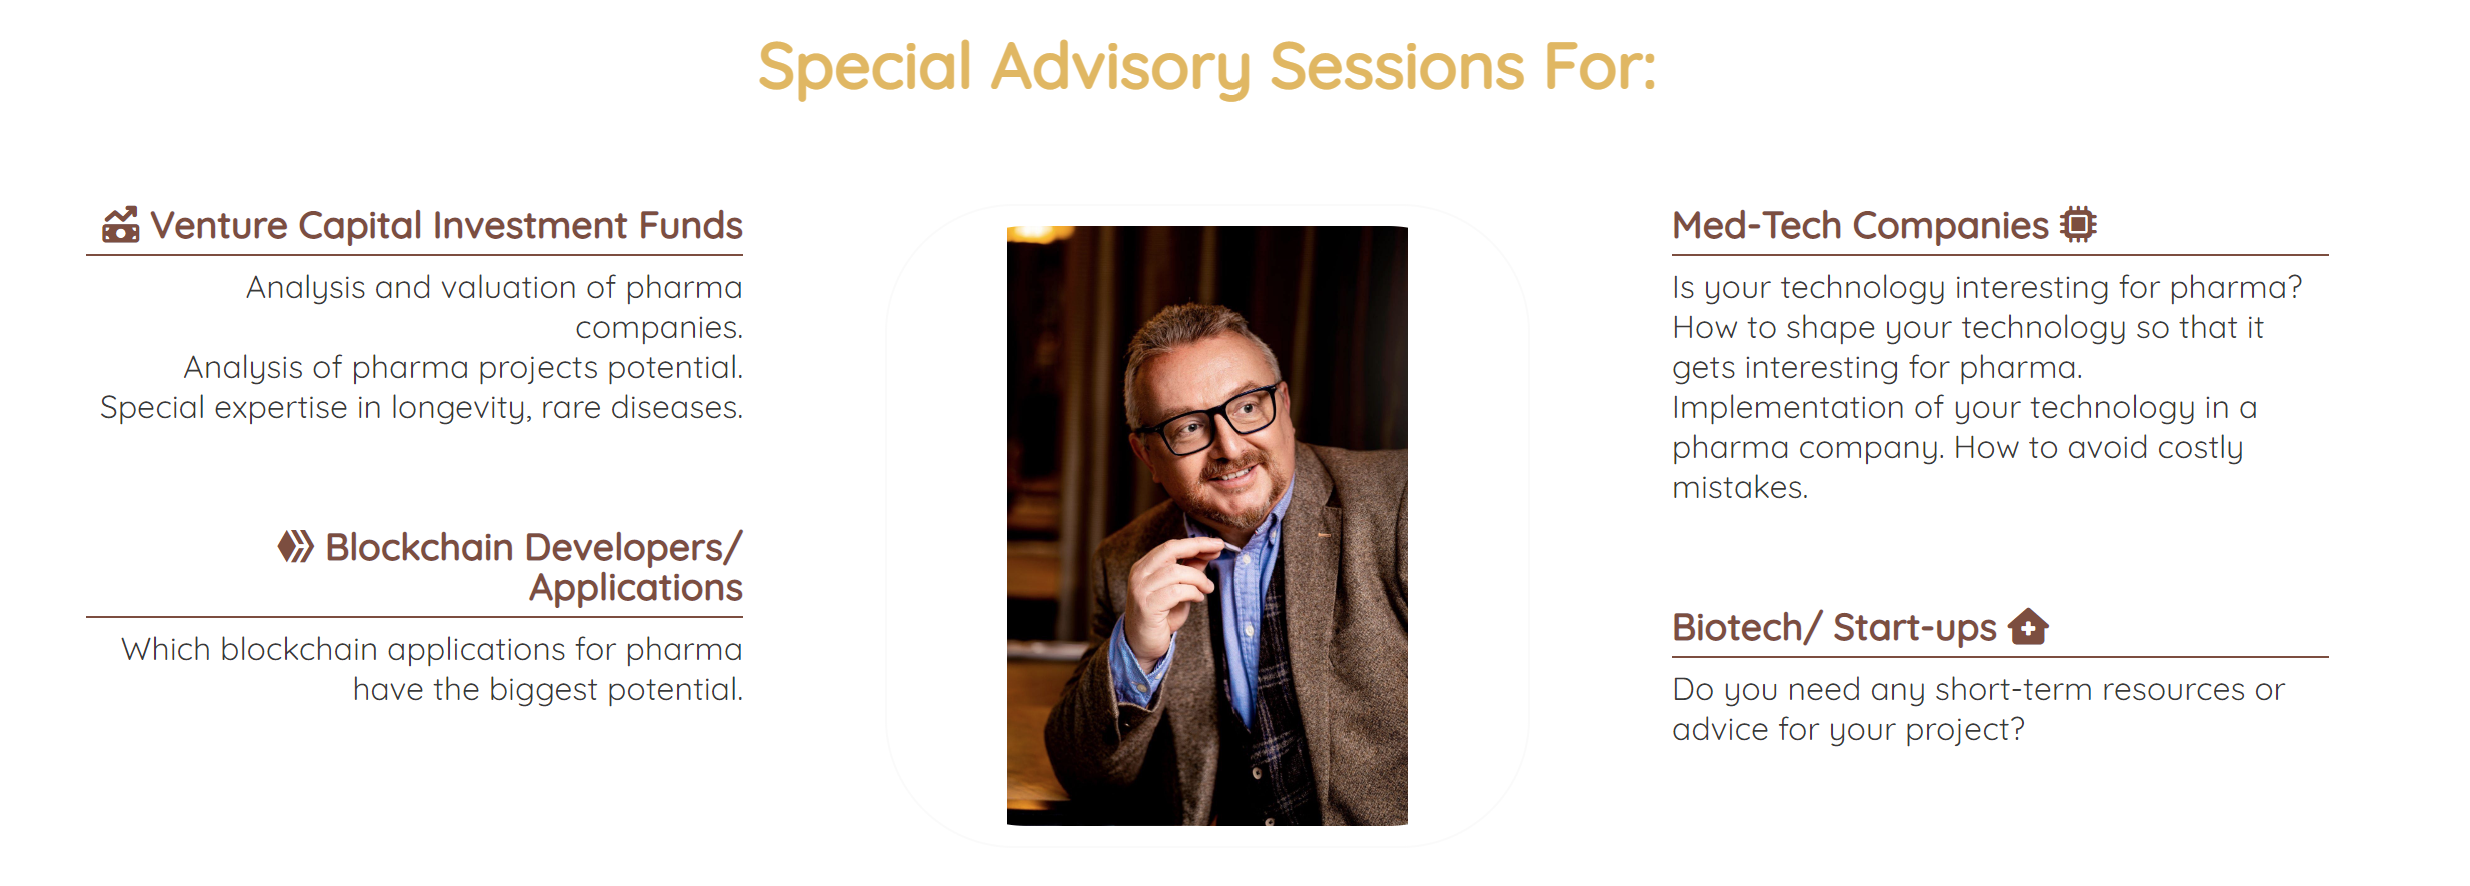 Special Advisory Sessions For:
Venture Capital Investment Funds
Analysis and valuation of pharma
companies.
Analysis of pharma projects potential.
Special expertise in longevity, rare diseases.
Blockchain Developers/
Applications
Which blockchain applications for pharma
have the biggest potential.
Med-Tech Companies
Is your technology interesting for pharma?
How to shape your technology so that it
gets interesting for pharma.
Implementation of your technology in a
pharma company. How to avoid costly
mistakes.
Biotech/ Start-ups
Do you need any short-term resources or
advice for your project?